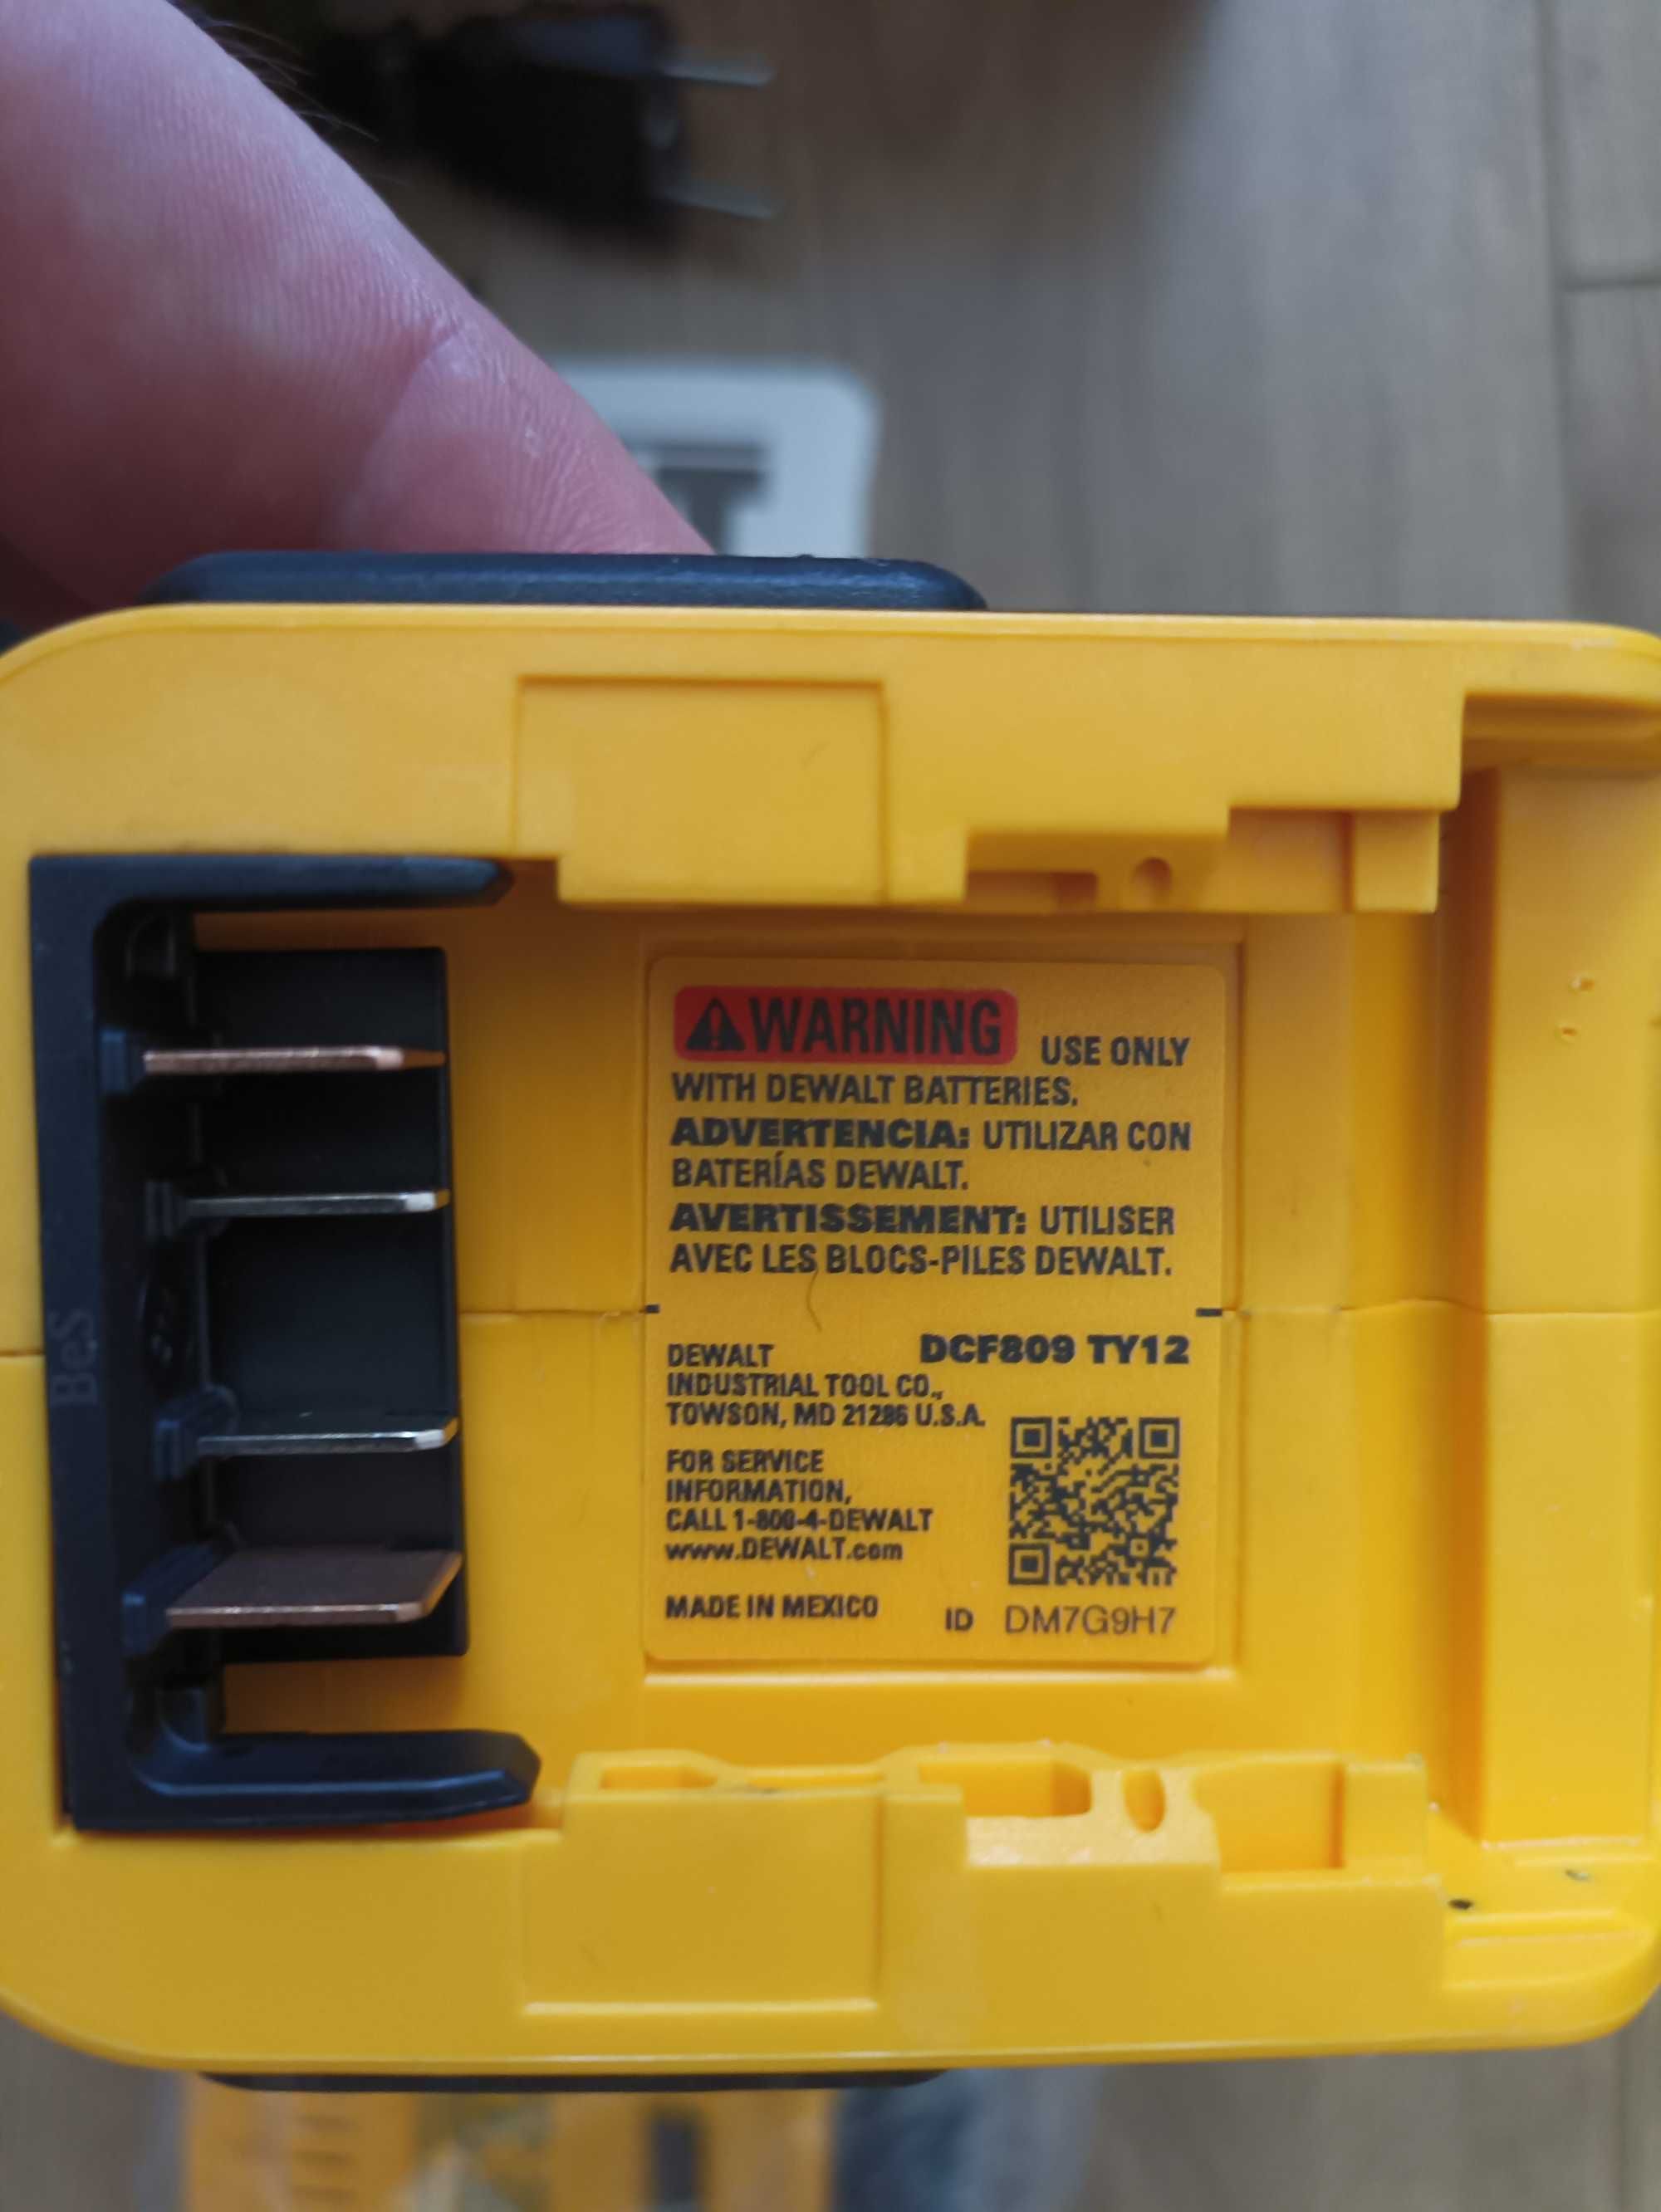 ⚠WARNING USE ONLY
WITH DEWALT BATTERIES.
ADVERTENCIA: UTILIZAR CON
BATERÍAS DEWALT.
AVERTISSEMENT: UTILISER
AVEC LES BLOCS-PILES DEWALT.
DEWALT DCF809 TY12
INDUSTRIAL TOOL CO.,
TOWSON, MD 21286 U.S.A.
FOR SERVICE
INFORMATION,
CALL 1-800-4-DEWALT
www.DEWALT.com
MADE IN MEXICO ID DM7G9H7
BeS